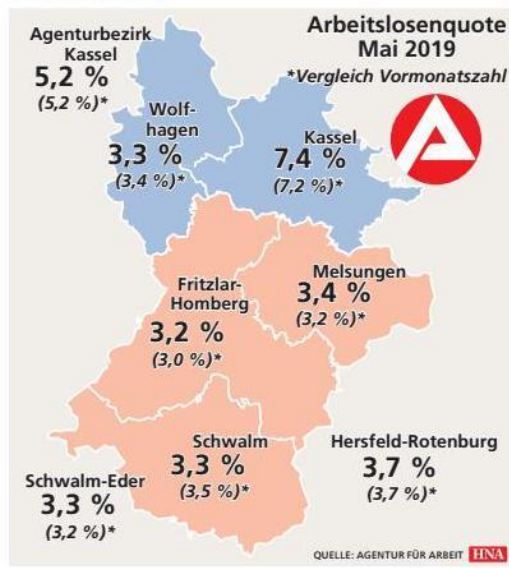 Arbeitslosenquote
Mai 2019
*Vergleich Vormonatszahl
Agenturbezirk
Kassel
5,2 %
(5,2 %)*
Wolf-
hagen
3,3 %
(3,4 %)*
Kassel
7,4 %
(7,2 %)*
Fritzlar-
Homberg
3,2 %
(3,0 %)*
Melsungen
3,4 %
(3,2 %)*
Schwalm
3,3 %
(3,5 %)*
Hersfeld-Rotenburg
3,7 %
(3,7 %)*
Schwalm-Eder
3,3 %
(3,2 %)*
QUELLE: AGENTUR FÜR ARBEIT HNA